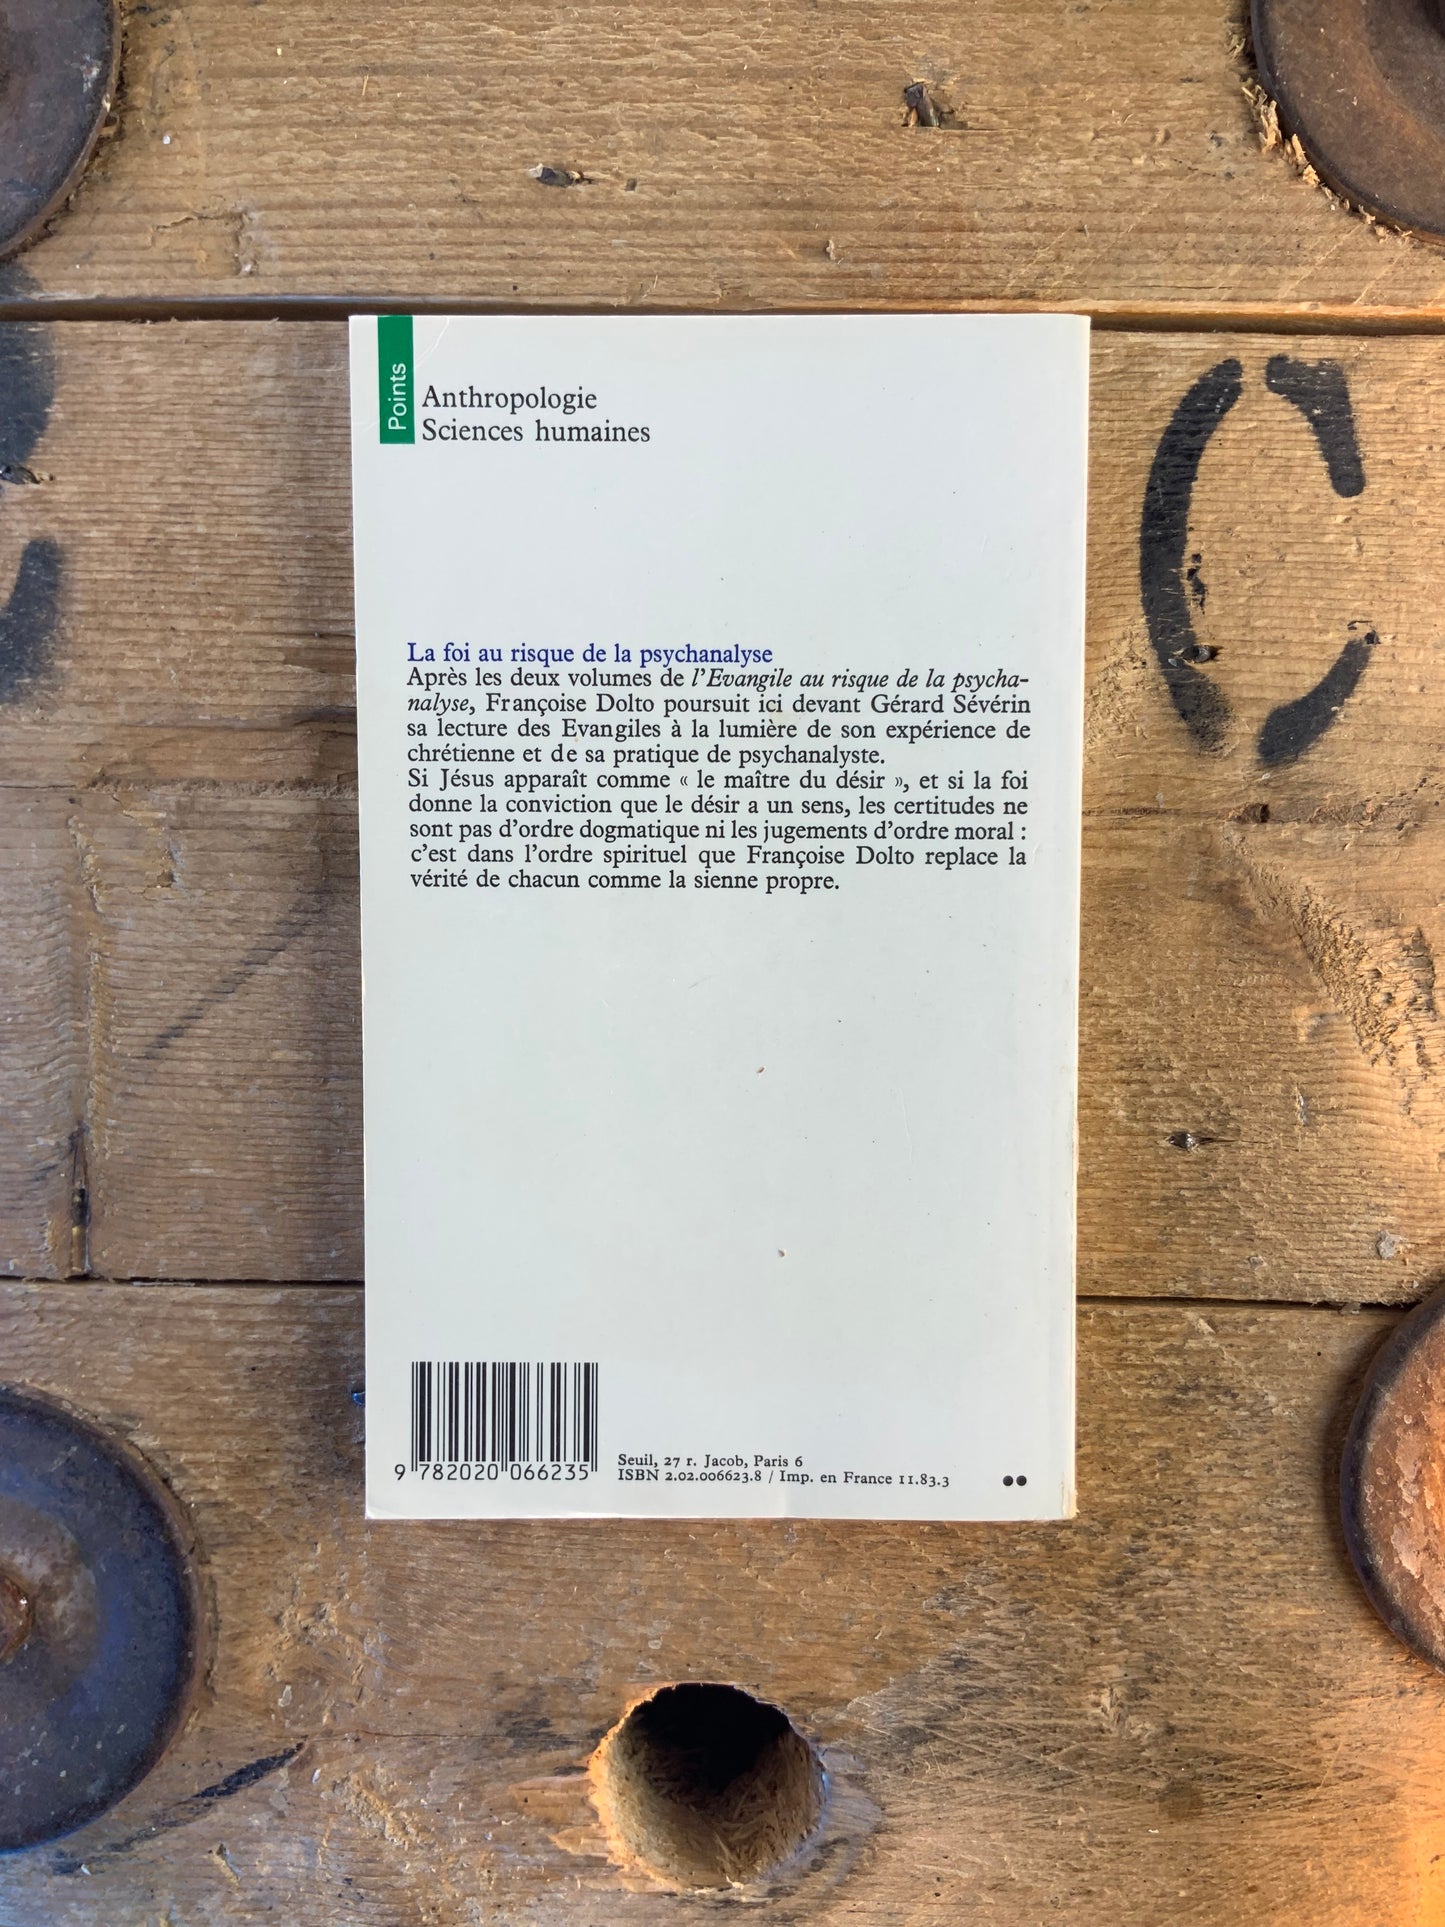 Points
Anthropologie
Sciences humaines
La foi au risque de la psychanalyse
Après les deux volumes de l'Evangile au risque de la psycha-
nalyse, Françoise Dolto poursuit ici devant Gérard Sévérin
sa lecture des Evangiles à la lumière de son expérience de
chrétienne et de sa pratique de psychanalyste.
Si Jésus apparaît comme « le maître du désir », et si la foi
donne la conviction que le désir a un sens, les certitudes ne
sont pas d'ordre dogmatique ni les jugements d'ordre moral :
c'est dans l'ordre spirituel que Françoise Dolto replace la
vérité de chacun comme la sienne propre.
9 782020 066235
Seuil, 27 r. Jacob, Paris 6
ISBN 2.02.006623.8 / Imp. en France 11.83.3
C